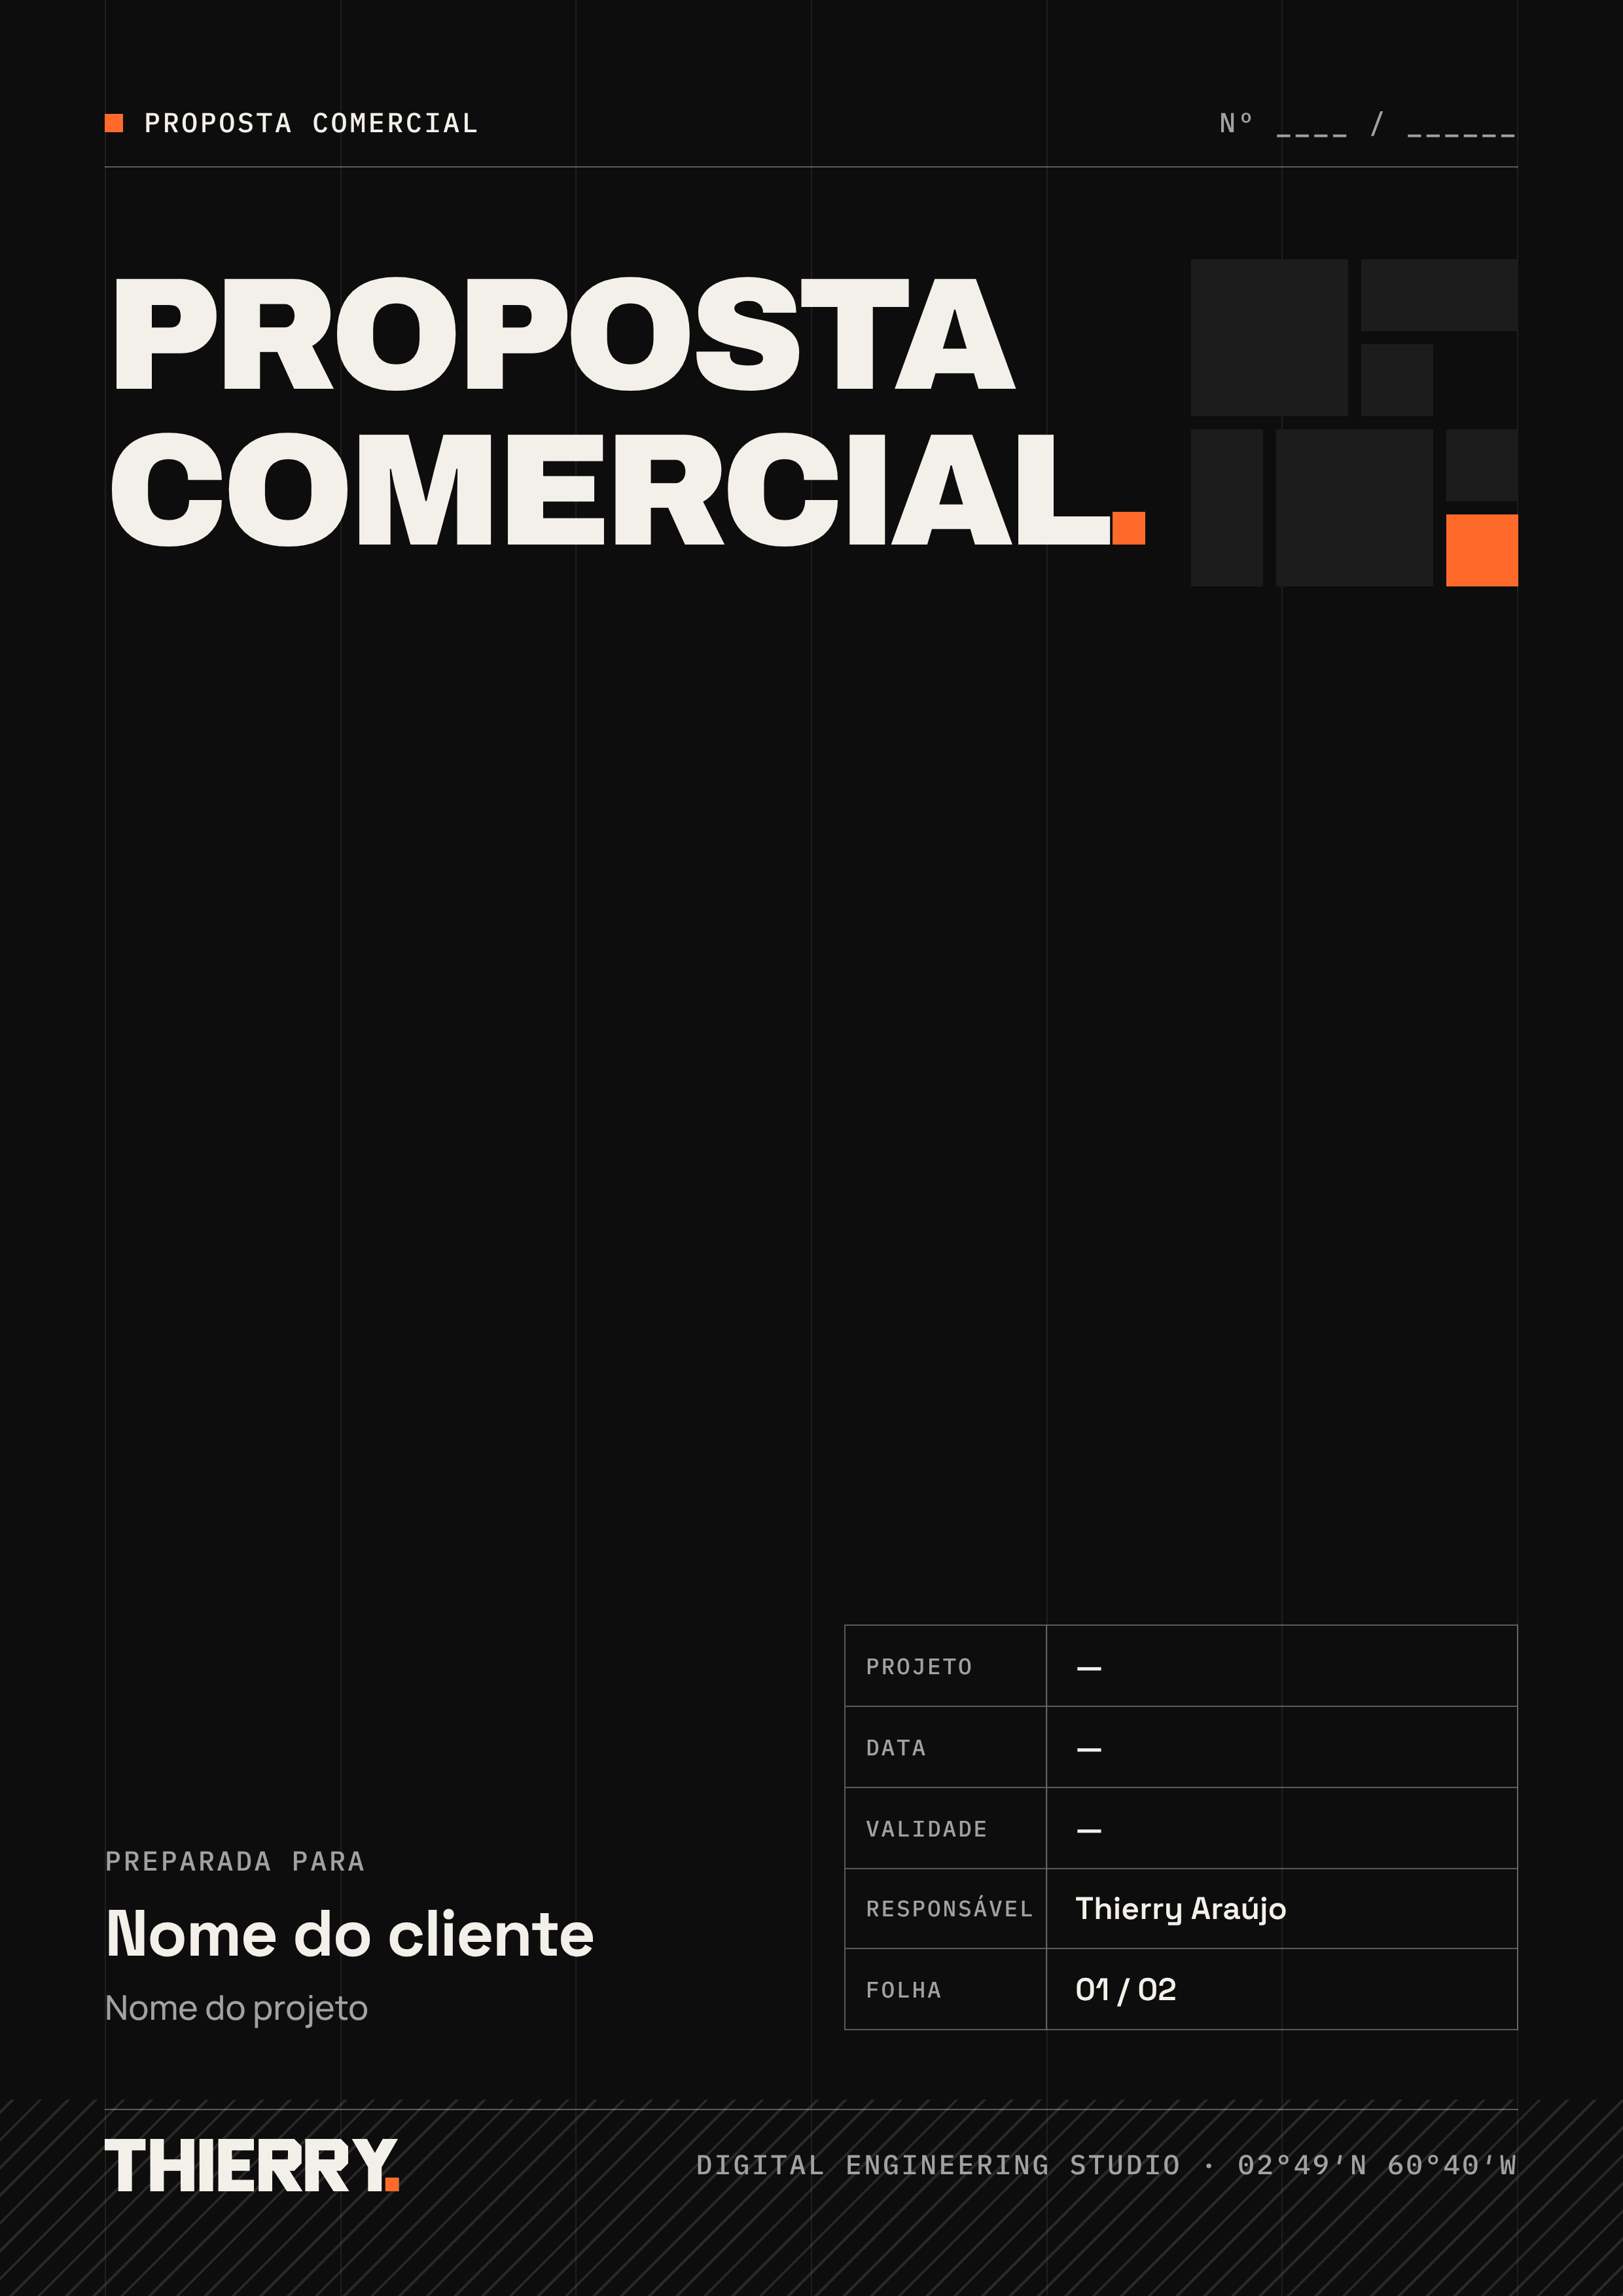 PROPOSTA COMERCIAL
Nº ____ / ______
PROPOSTA
COMERCIAL.
PROJETO —
DATA —
VALIDADE —
RESPONSÁVEL Thierry Araújo
FOLHA 01 / 02
PREPARADA PARA
Nome do cliente
Nome do projeto
THIERRY.
DIGITAL ENGINEERING STUDIO · 02°49′N 60°40′W